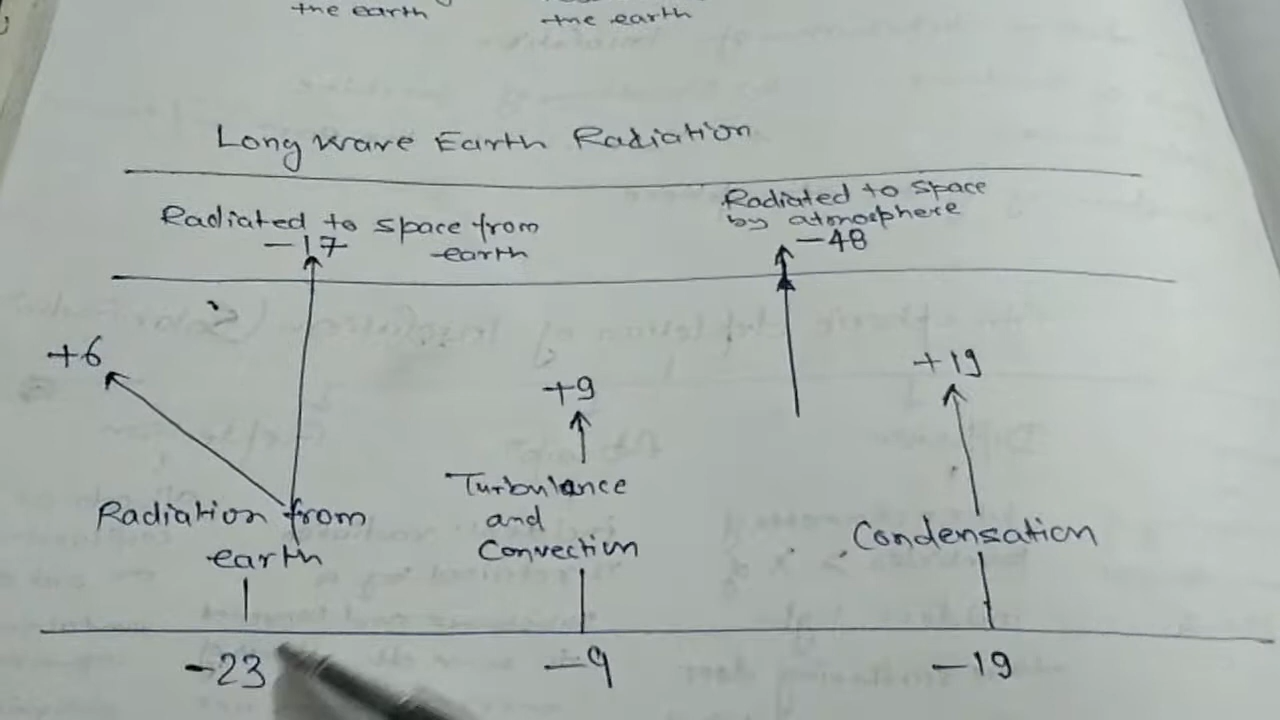 the earth
the earth
Long wave Earth Radiation
Radiated to space from
earth
-17
Radiated to space
by atmosphere
-48
+6
+9
+19
Radiation from
earth
Turbulance
and
Convection
Condensation
-23
-9
-19